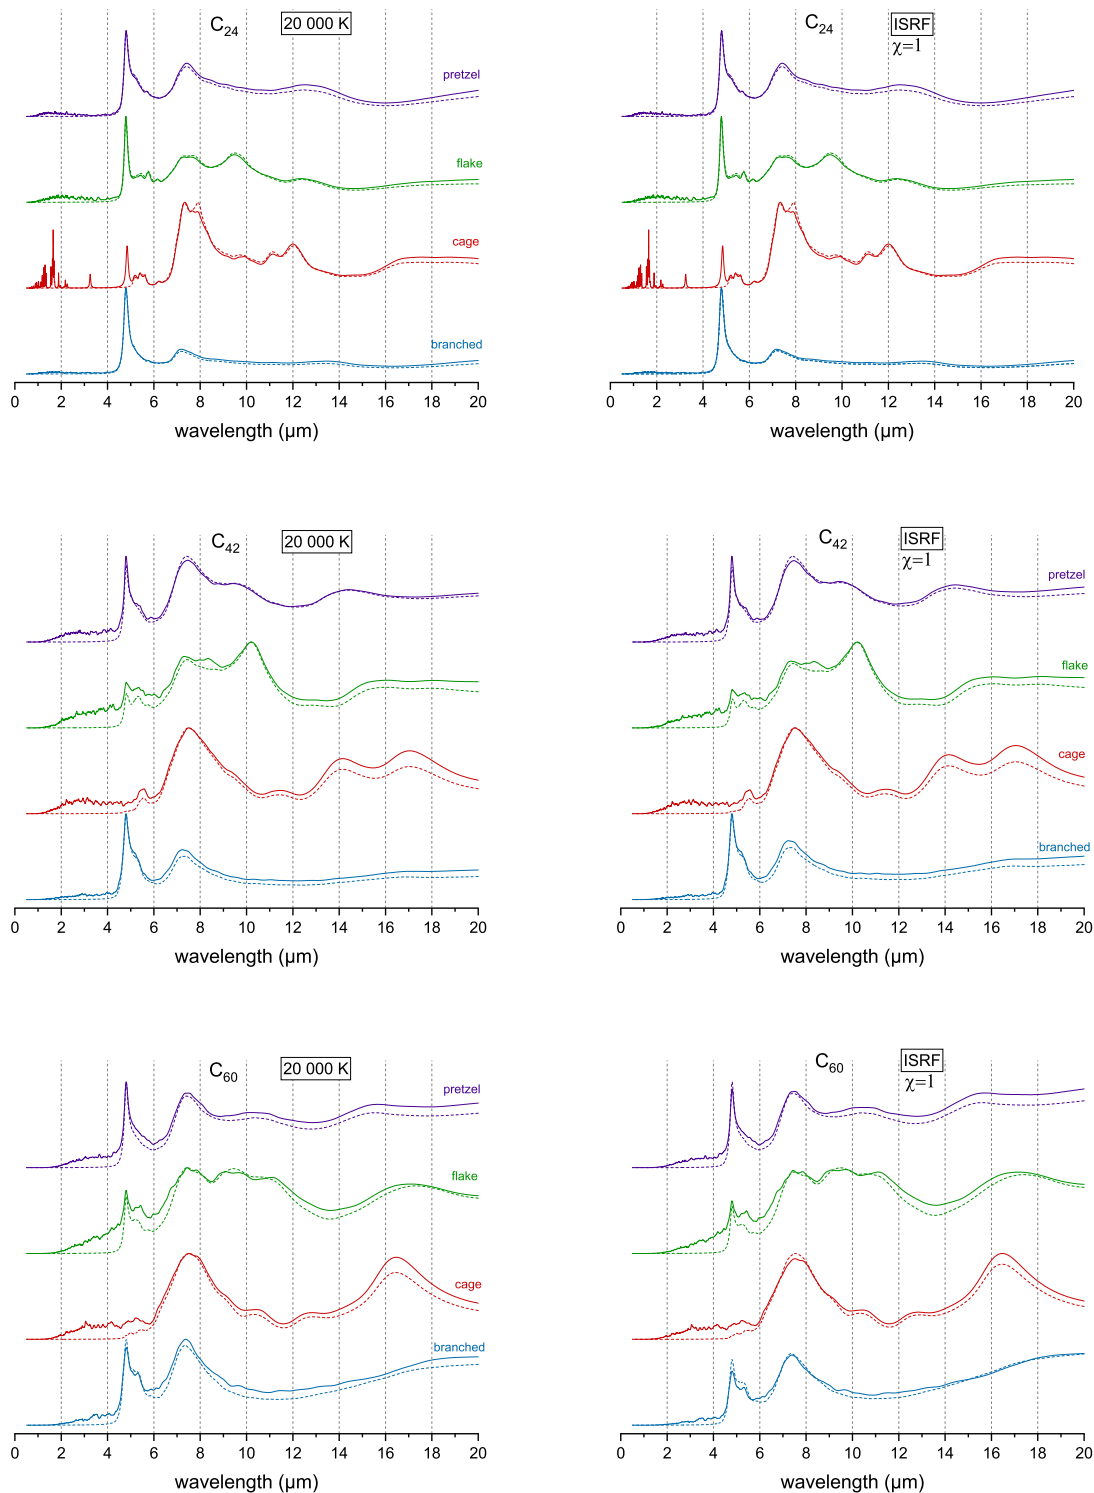 C24
20 000 K
pretzel
flake
cage
branched
0 2 4 6 8 10 12 14 16 18 20
wavelength (µm)
C24
ISRF
χ=1
0 2 4 6 8 10 12 14 16 18 20
wavelength (µm)
C42
20 000 K
0 2 4 6 8 10 12 14 16 18 20
wavelength (µm)
C42
ISRF
χ=1
pretzel
flake
cage
branched
0 2 4 6 8 10 12 14 16 18 20
wavelength (µm)
C60
20 000 K
pretzel
flake
cage
branched
0 2 4 6 8 10 12 14 16 18 20
wavelength (µm)
C60
ISRF
χ=1
0 2 4 6 8 10 12 14 16 18 20
wavelength (µm)